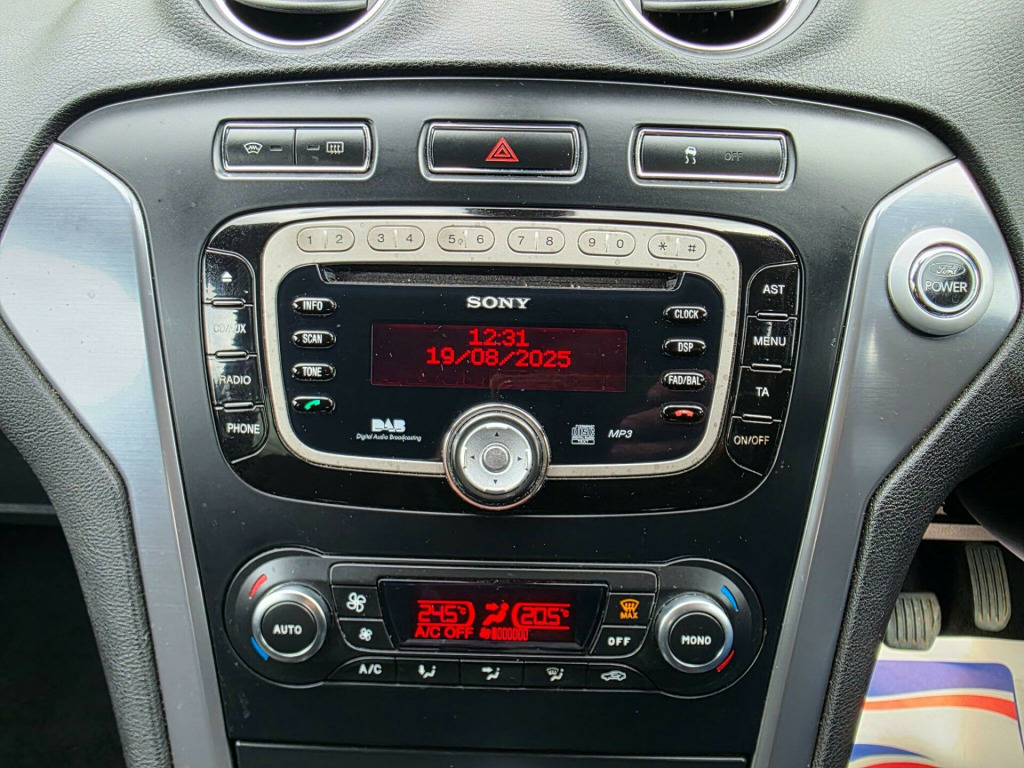 OFF
1 2 3 4 5 6 7 8 9 0 * #
SONY
INFO
SCAN
TONE
12:31
19/08/2025
CLOCK
DSP
FAD/BAL
RADIO
PHONE
AST
MENU
TA
ON/OFF
Ford
POWER
DAB
Digital Audio Broadcasting
MP3
AUTO
24.5°C
20.5°C
A/C OFF
MAX
OFF
MONO
A/C